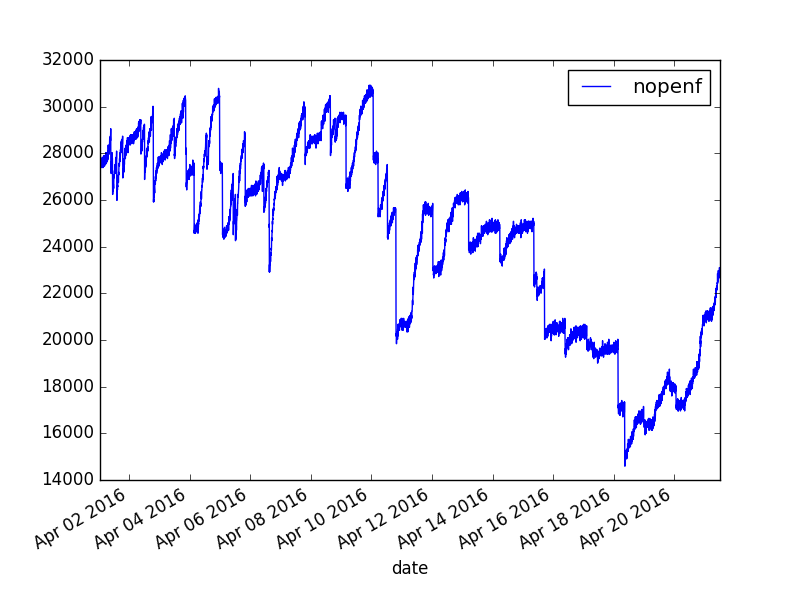 32000
30000
28000
26000
24000
22000
20000
18000
16000
14000
nopenf
Apr 02 2016
Apr 04 2016
Apr 06 2016
Apr 08 2016
Apr 10 2016
Apr 12 2016
Apr 14 2016
Apr 16 2016
Apr 18 2016
Apr 20 2016
date